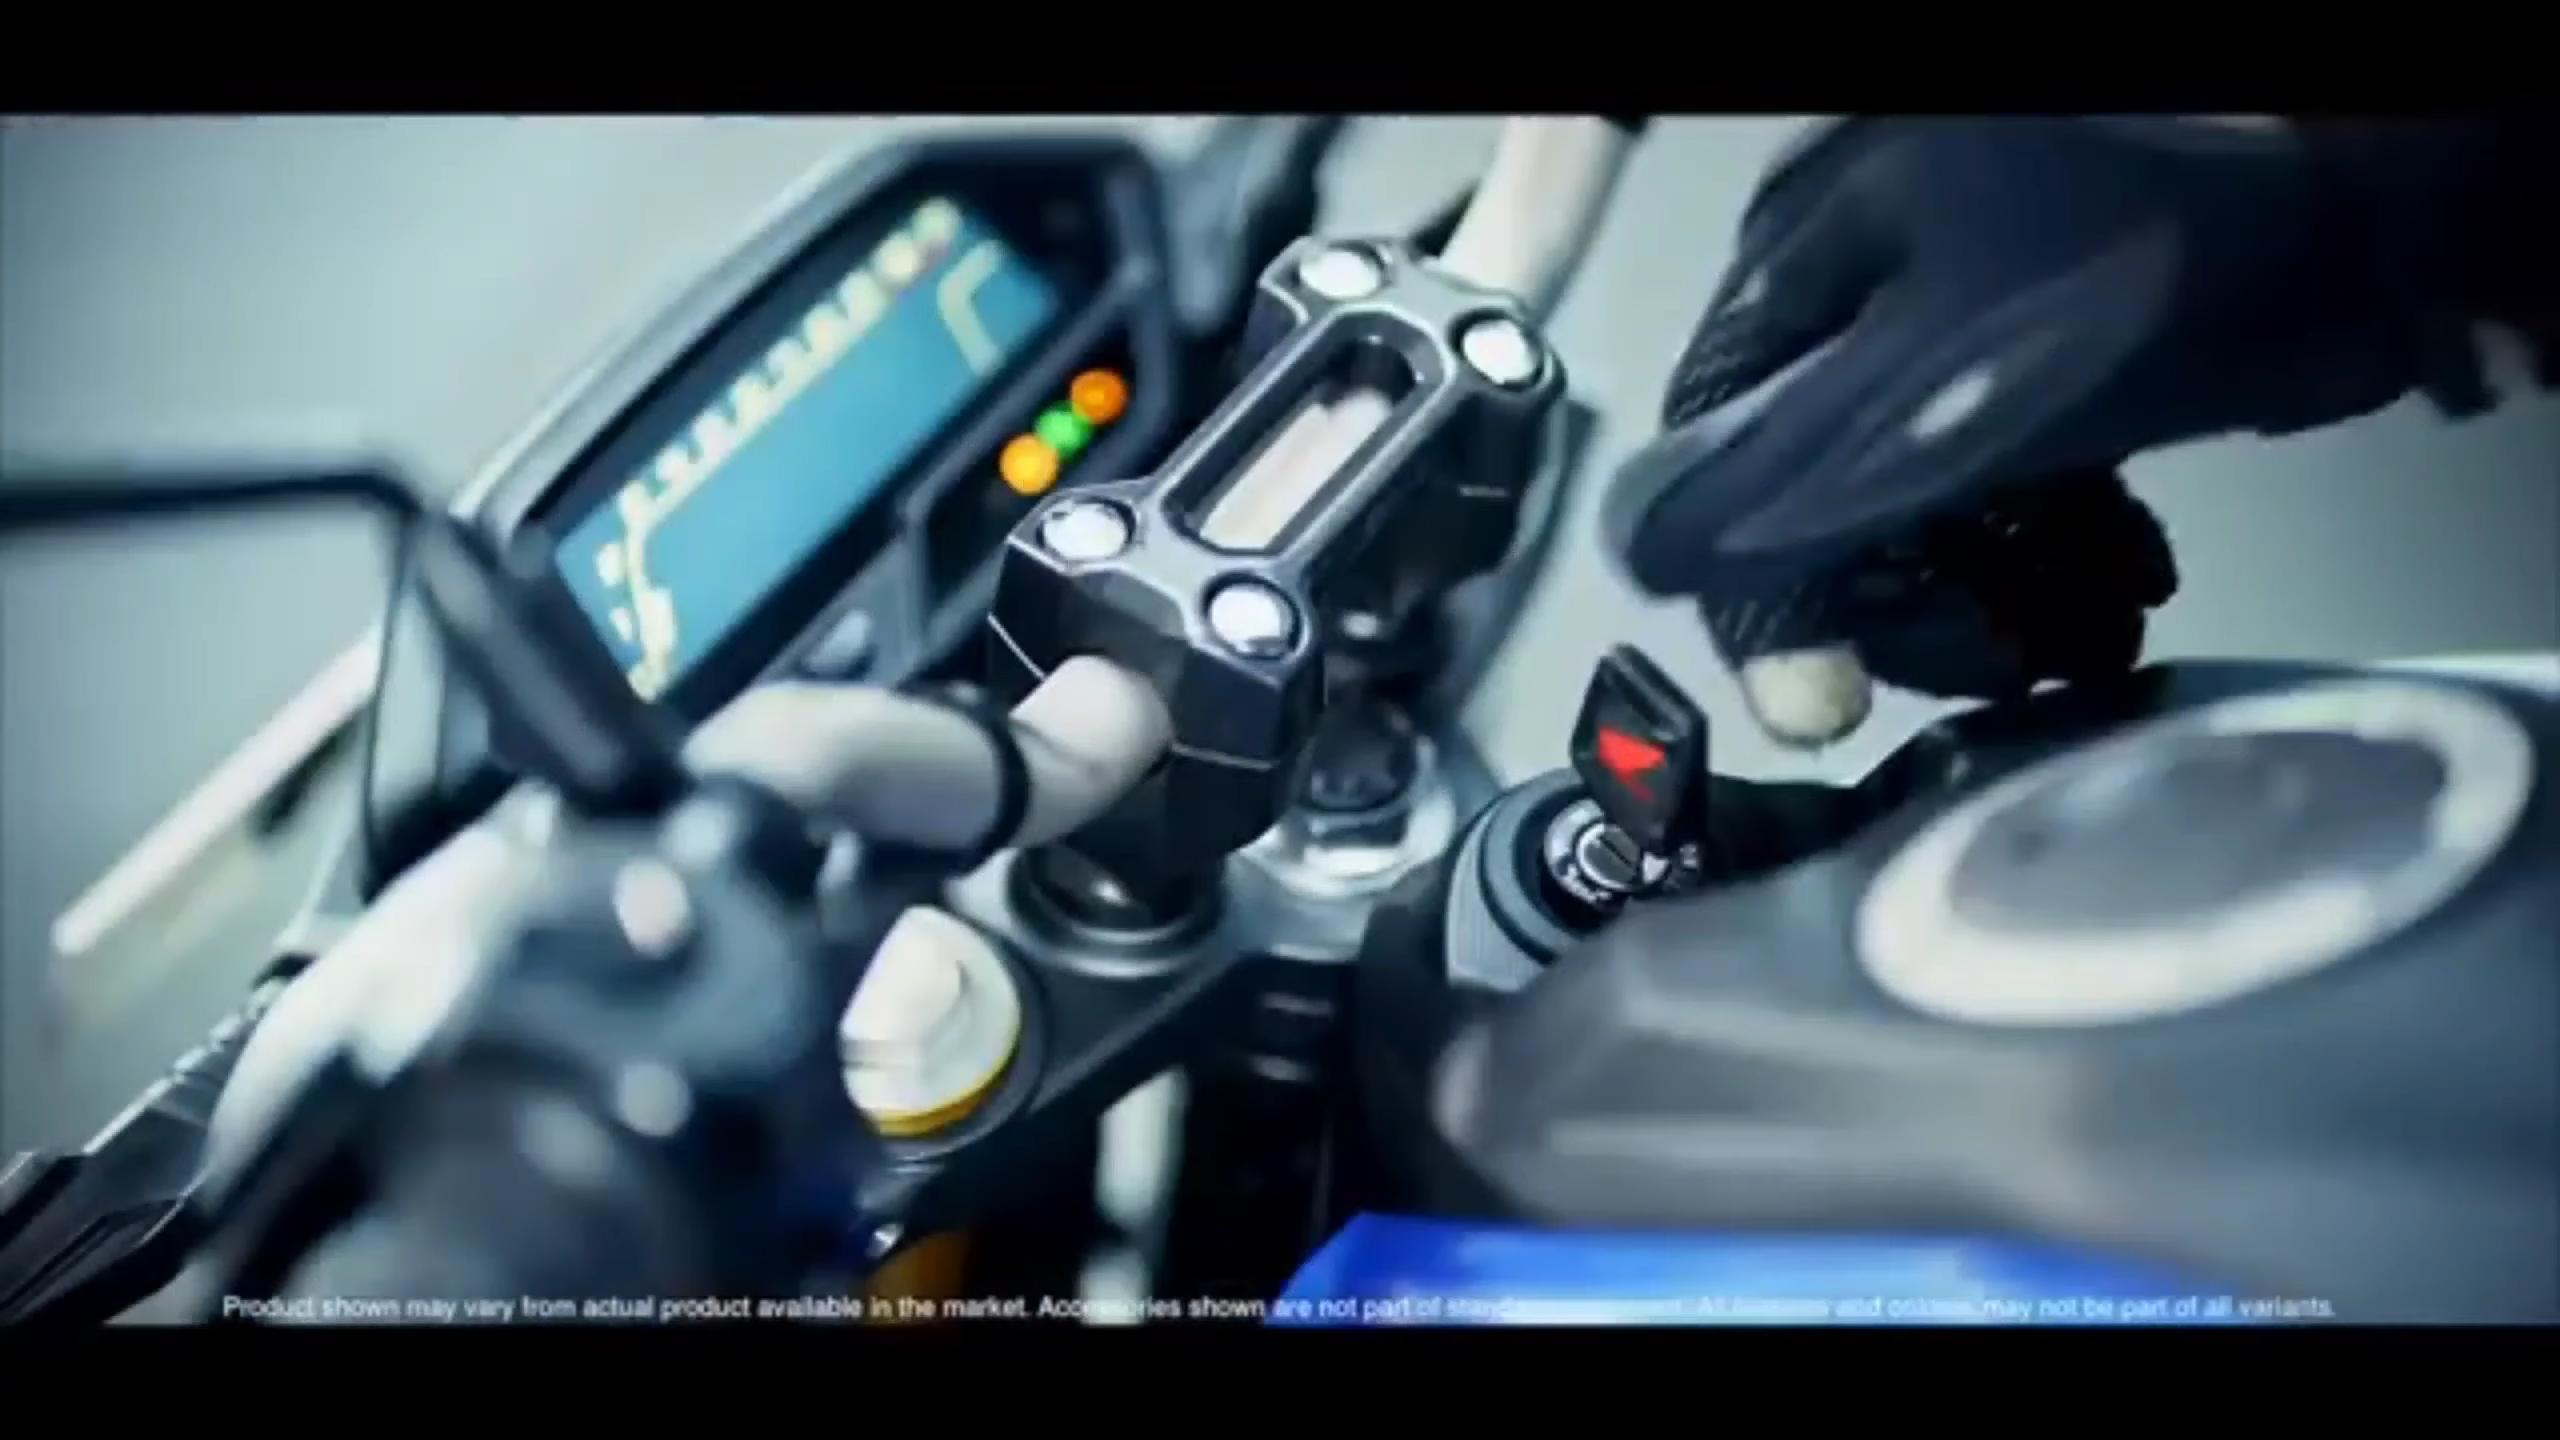 Product shown may vary from actual product available in the market. Accessories shown are not part of may not be part of all variants.